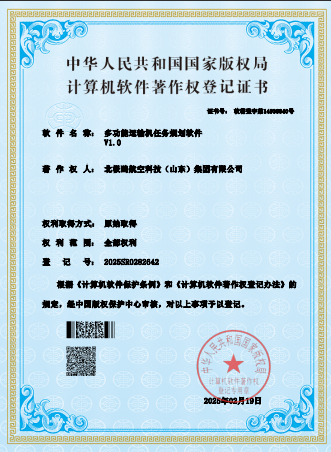 中华人民共和国国家版权局
计算机软件著作权登记证书
证书号: 软著登字第
软件名称: 多功能运输机任务规划软件
V1.0
著作权人: 航空科技(山东)集团有限公司
权利取得方式: 原始取得
权利范围: 全部权利
登记号: 2025SR0282642
根据《计算机软件保护条例》和《计算机软件著作权登记办法》的
规定,经中国版权保护中心审核,对以上事项予以登记。
中华人民共和国国家版权局
计算机软件著作权
登记专用章
2025年02月19日